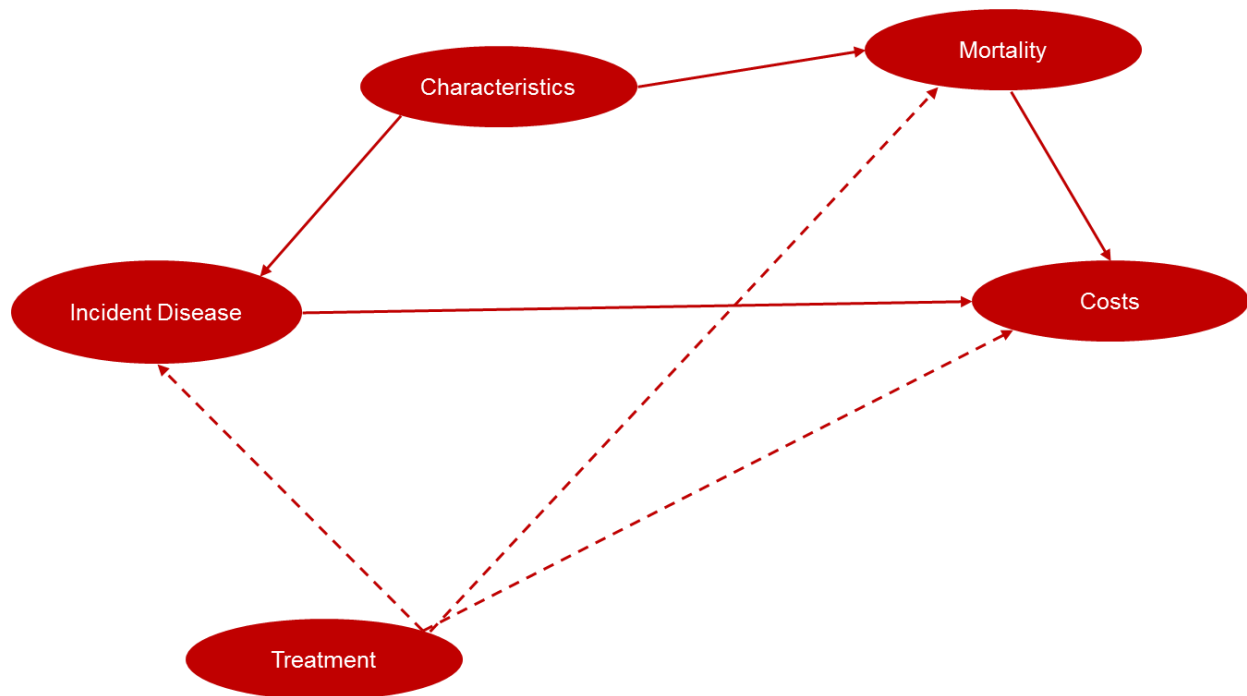 Mortality
Characteristics
Incident Disease
Costs
Treatment